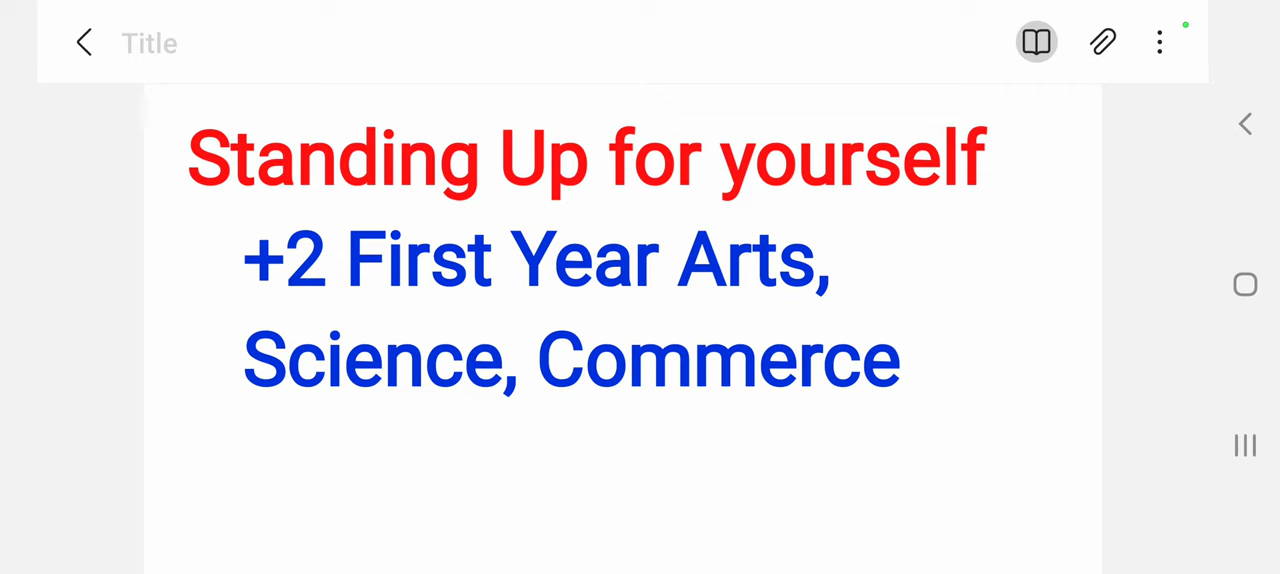 Title
Standing Up for yourself
+2 First Year Arts,
Science, Commerce